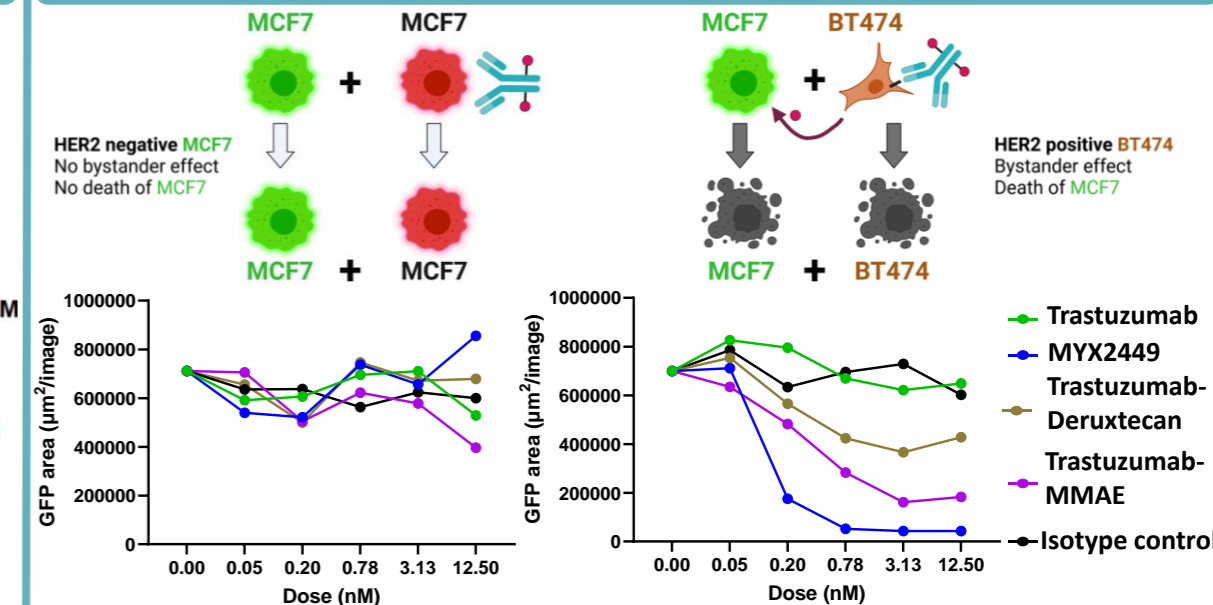 MCF7 MCF7
+
HER2 negative MCF7
No bystander effect
No death of MCF7
MCF7 + MCF7
MCF7 BT474
+
HER2 positive BT474
Bystander effect
Death of MCF7
MCF7 + BT474
M
GFP area (µm²/image)
1000000
800000
600000
400000
200000
0
0.00 0.05 0.20 0.78 3.13 12.50
Dose (nM)
GFP area (µm²/image)
1000000
800000
600000
400000
200000
0
0.00 0.05 0.20 0.78 3.13 12.50
Dose (nM)
Trastuzumab
MYX2449
Trastuzumab-
Deruxtecan
Trastuzumab-
MMAE
Isotype control